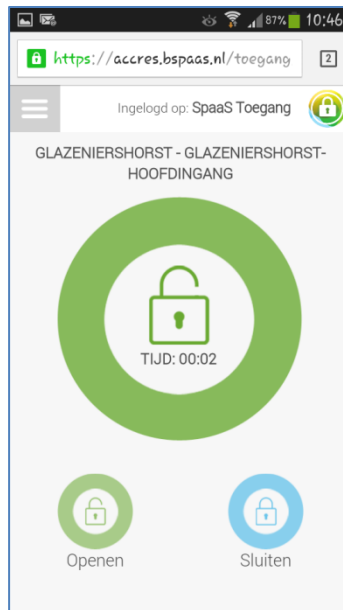 87% 10:46
https://accres.bspaas.nl/toegang 2
Ingelogd op: SpaaS Toegang
GLAZENIERSHORST - GLAZENIERSHORST-
HOOFDINGANG
TIJD: 00:02
Openen Sluiten